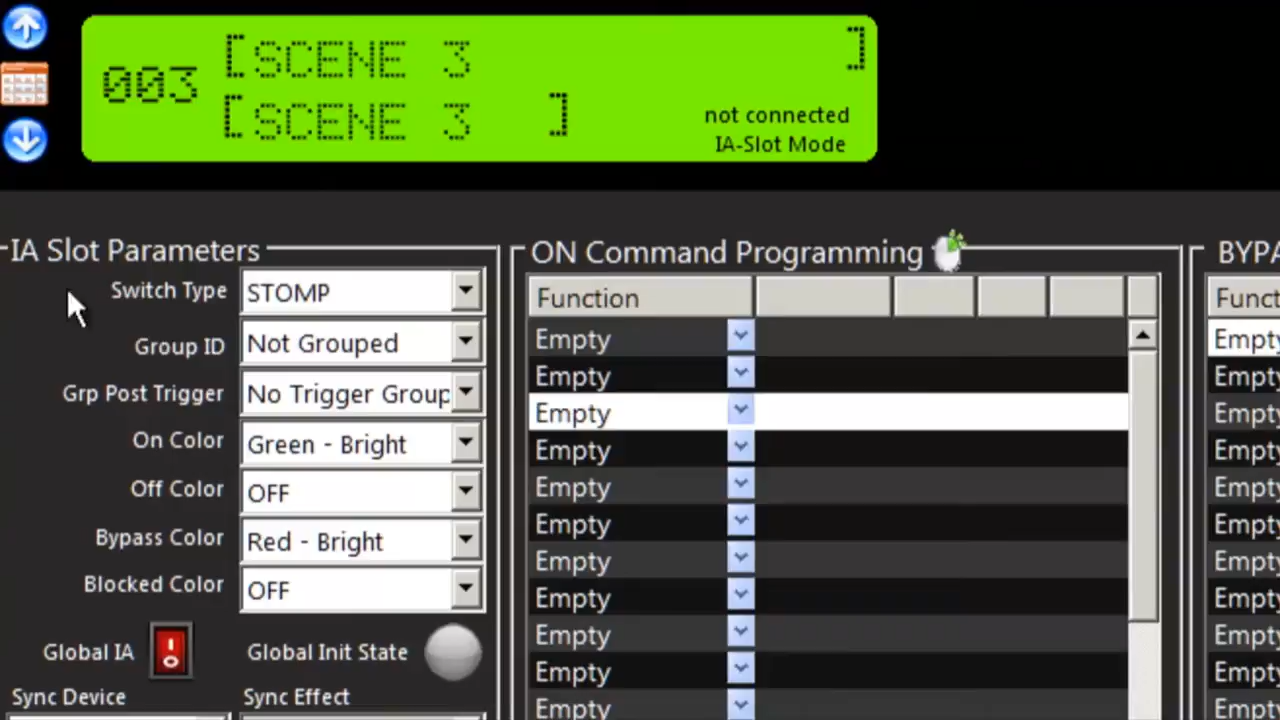 003
[SCENE 3 ]
[SCENE 3 ]
not connected
IA-Slot Mode
IA Slot Parameters
Switch Type STOMP
Group ID Not Grouped
Grp Post Trigger No Trigger Group
On Color Green - Bright
Off Color OFF
Bypass Color Red - Bright
Blocked Color OFF
Global IA Global Init State
Sync Device Sync Effect
ON Command Programming
Function
Empty
Empty
Empty
Empty
Empty
Empty
Empty
Empty
Empty
Empty
Empty
BYPA
Funct
Empty
Empty
Empty
Empty
Empty
Empty
Empty
Empty
Empty
Empty
Empty